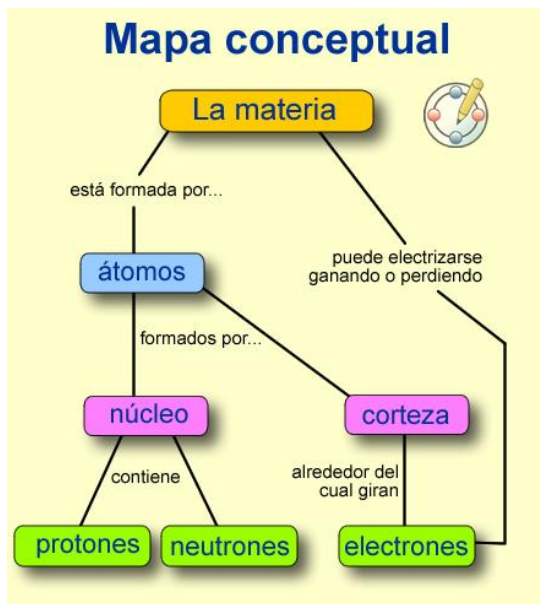 Mapa conceptual
La materia
está formada por...
puede electrizarse
ganando o perdiendo
átomos
formados por...
núcleo
corteza
contiene
alrededor del
cual giran
protones
neutrones
electrones